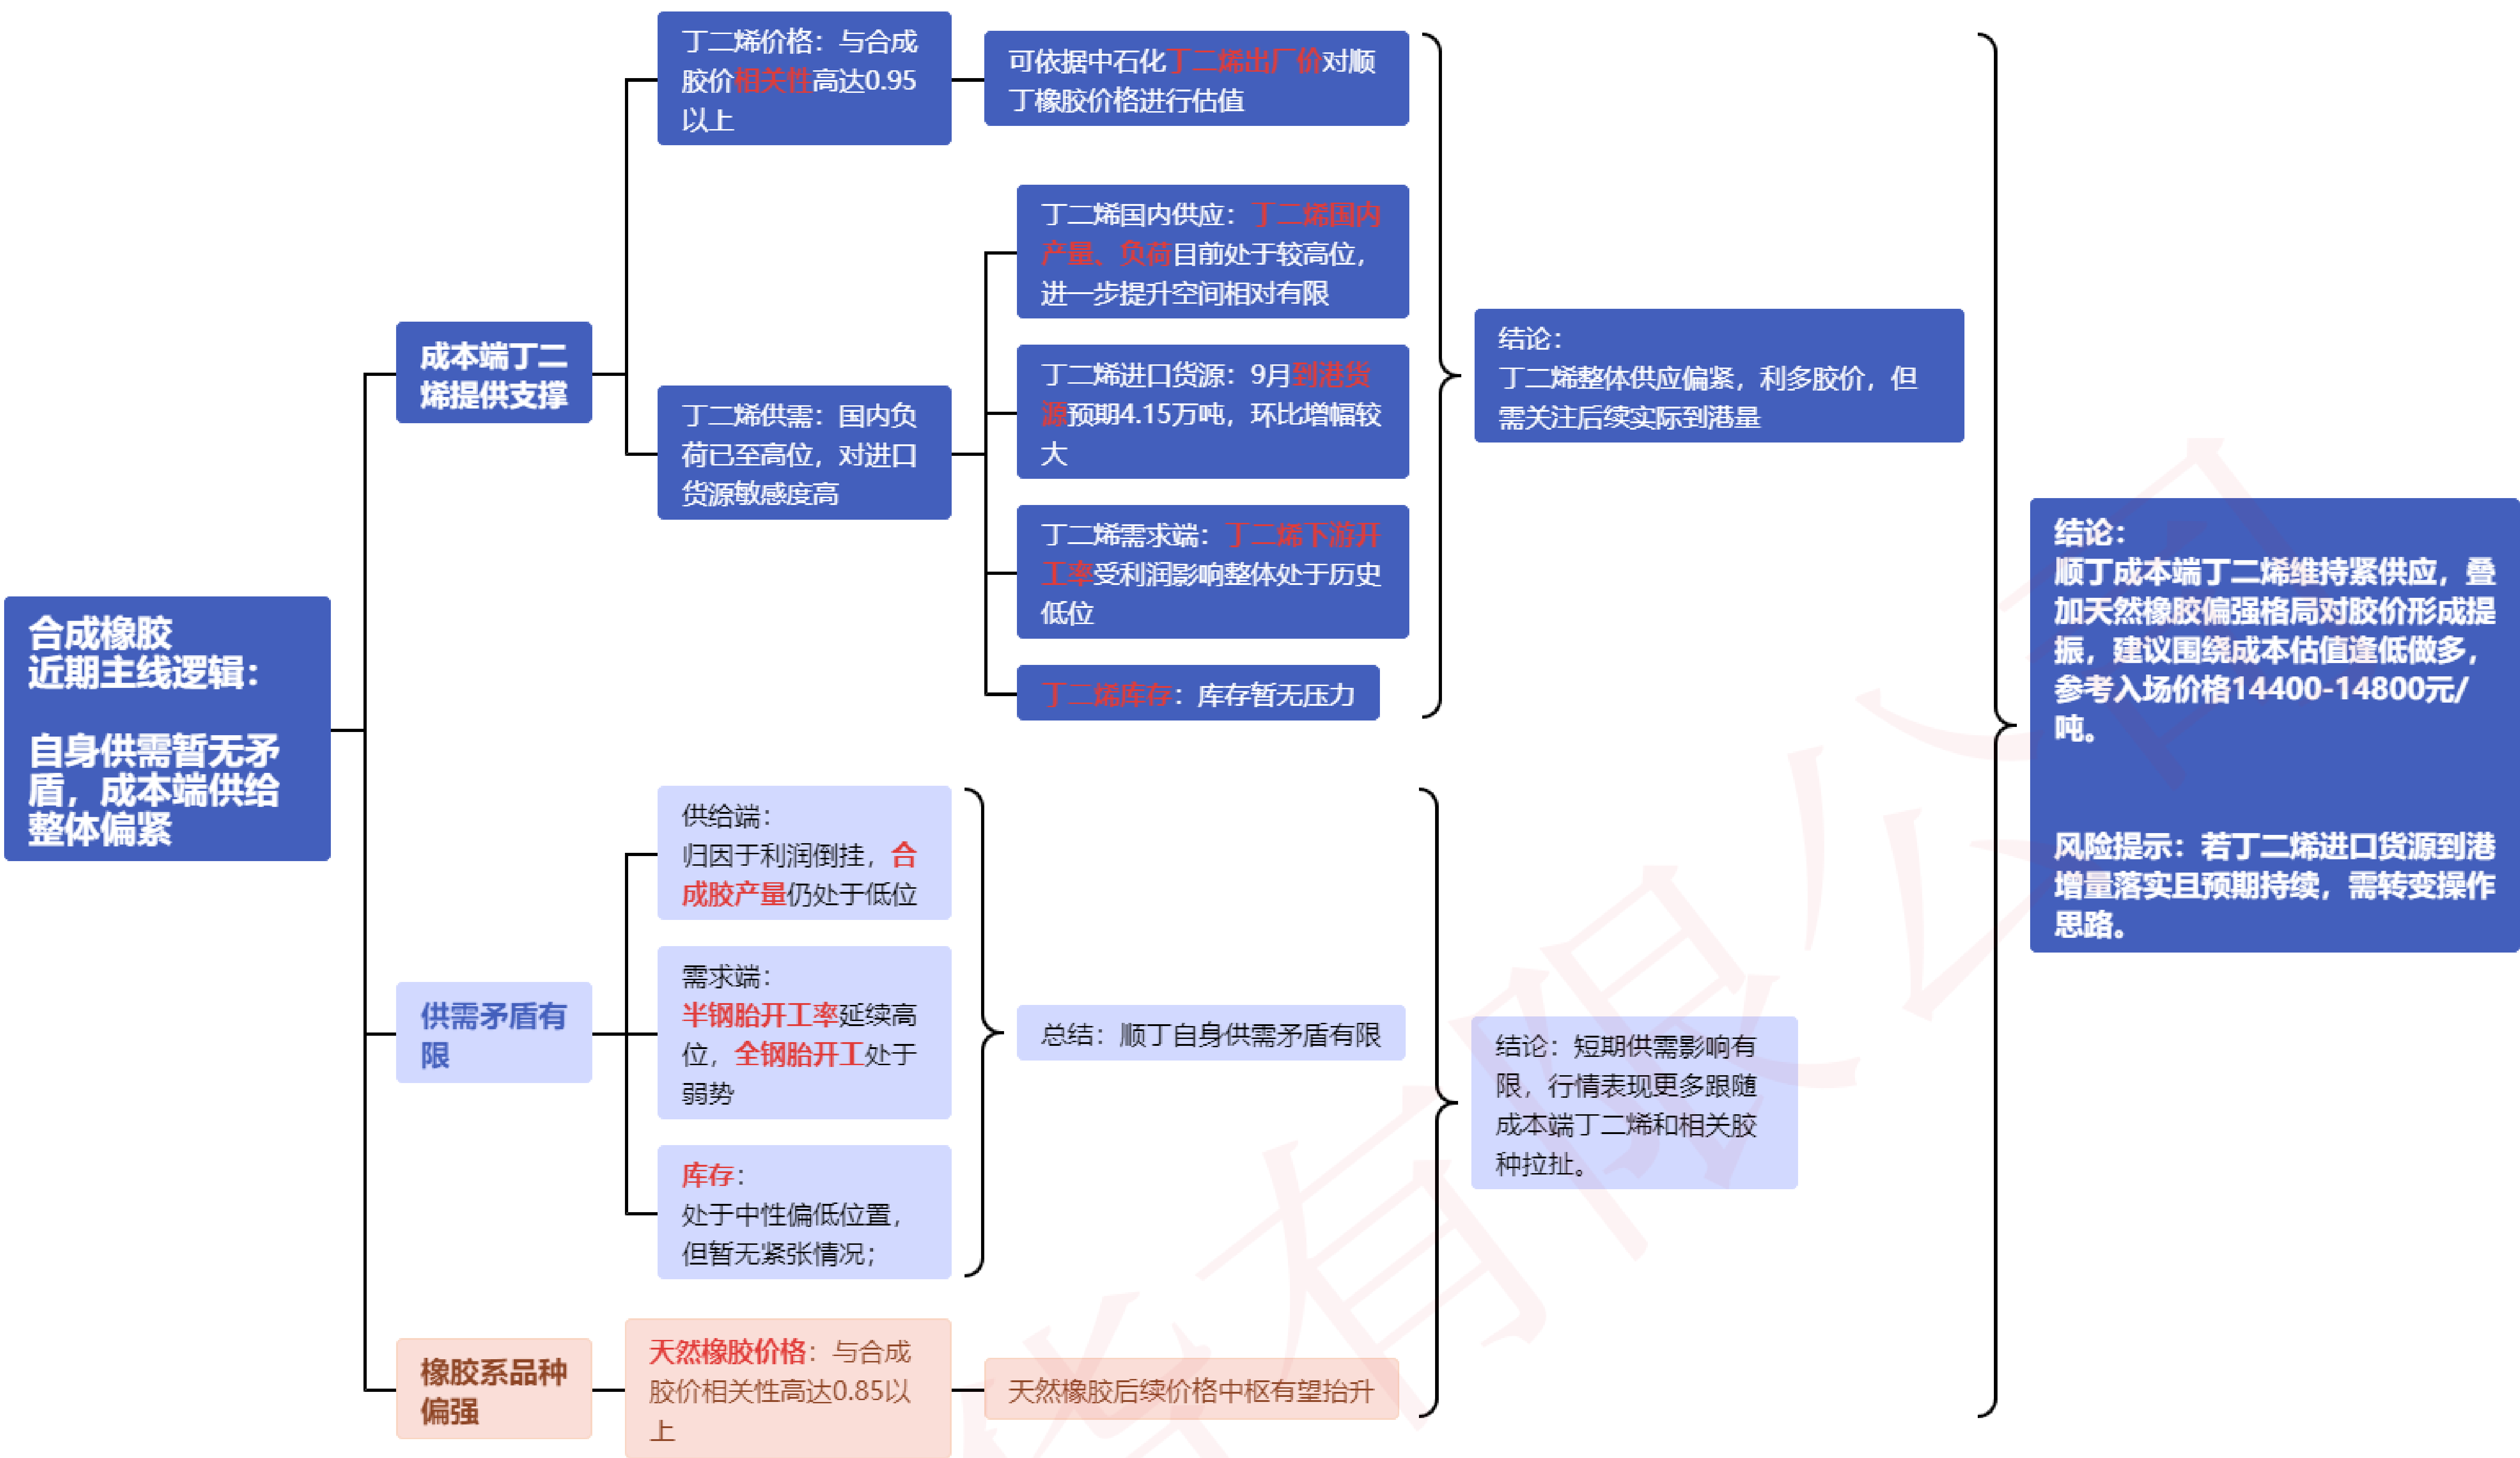 合成橡胶
近期主线逻辑：
自身供需暂无矛
盾，成本端供给
整体偏紧
成本端丁二
烯提供支撑
丁二烯价格：与合成
胶价相关性高达0.95
以上
可依据中石化丁二烯出厂价对顺
丁橡胶价格进行估值
丁二烯供需：国内负
荷已至高位，对进口
货源敏感度高
丁二烯国内供应：丁二烯国内
产量、负荷目前处于较高位，
进一步提升空间相对有限
丁二烯进口货源：9月到港货
源预期4.15万吨，环比增幅较
大
丁二烯需求端：丁二烯下游开
工率受利润影响整体处于历史
低位
丁二烯库存：库存暂无压力
结论：
丁二烯整体供应偏紧，利多胶价，但
需关注后续实际到港量
供需矛盾有
限
供给端：
归因于利润倒挂，合
成胶产量仍处于低位
需求端：
半钢胎开工率延续高
位，全钢胎开工处于
弱势
库存：
处于中性偏低位置，
但暂无紧张情况；
总结：顺丁自身供需矛盾有限
橡胶系品种
偏强
天然橡胶价格：与合成
胶价相关性高达0.85以
上
天然橡胶后续价格中枢有望抬升
结论：短期供需影响有
限，行情表现更多跟随
成本端丁二烯和相关胶
种拉扯。
结论：
顺丁成本端丁二烯维持紧供应，叠
加天然橡胶偏强格局对胶价形成提
振，建议围绕成本估值逢低做多，
参考入场价格14400-14800元/
吨。
风险提示：若丁二烯进口货源到港
增量落实且预期持续，需转变操作
思路。
有限公司